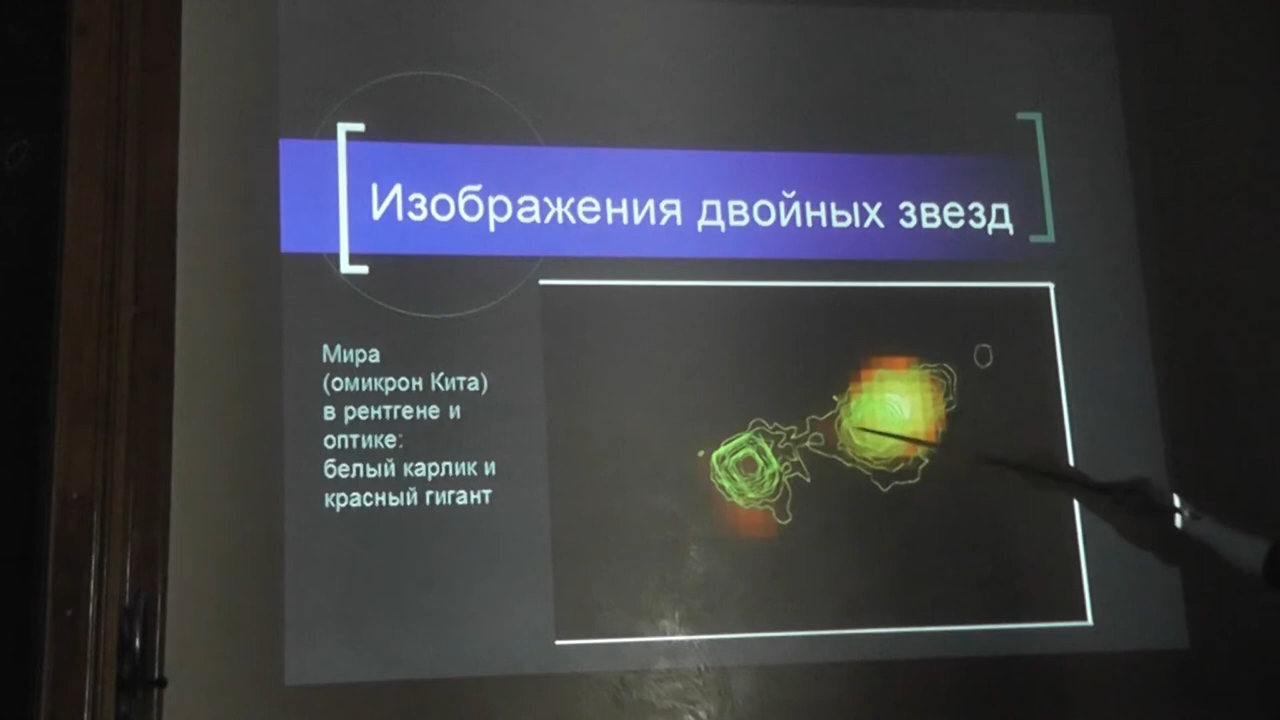 Изображения двойных звезд
Мира
(омикрон Кита)
в рентгене и
оптике:
белый карлик и
красный гигант